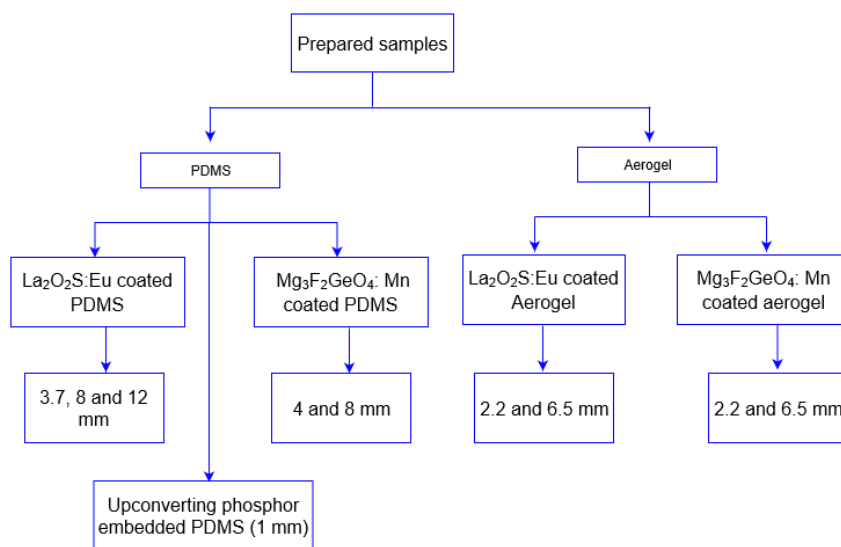 Prepared samples
PDMS
Aerogel
La₂O₂S:Eu coated
PDMS
Mg₃F₂GeO₄: Mn
coated PDMS
La₂O₂S:Eu coated
Aerogel
Mg₃F₂GeO₄: Mn
coated aerogel
3.7, 8 and 12
mm
4 and 8 mm
2.2 and 6.5 mm
2.2 and 6.5 mm
Upconverting phosphor
embedded PDMS (1 mm)